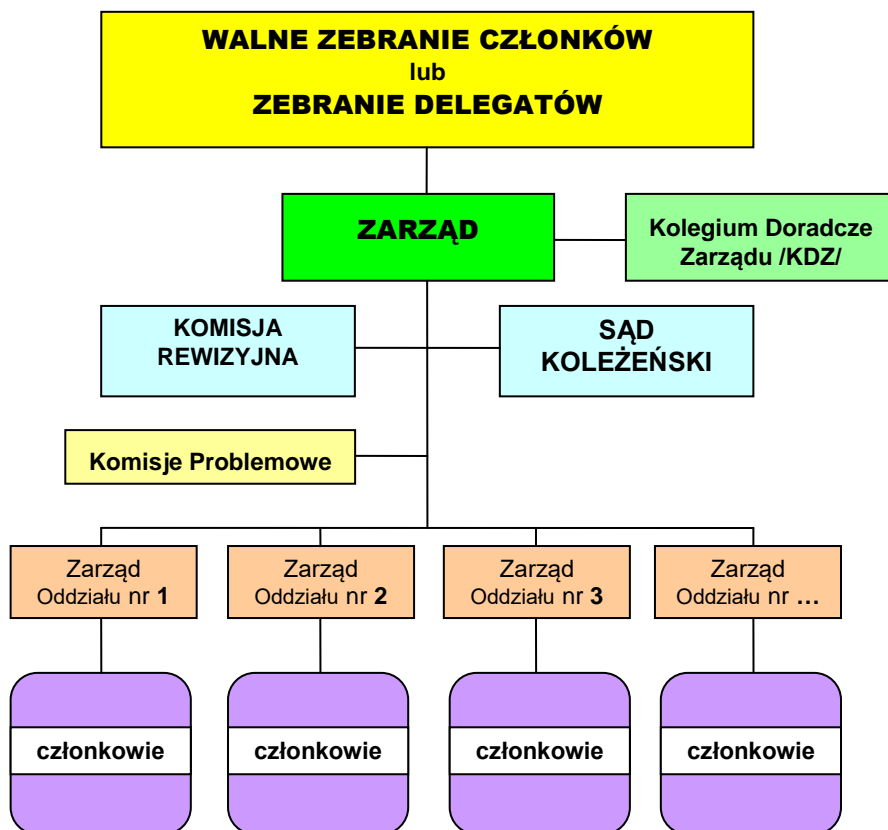 WALNE ZEBRANIE CZŁONKÓW
lub
ZEBRANIE DELEGATÓW
ZARZĄD
Kolegium Doradcze
Zarządu /KDZ/
KOMISJA
REWIZYJNA
SĄD
KOLEŻEŃSKI
Komisje Problemowe
Zarząd
Oddziału nr 1
Zarząd
Oddziału nr 2
Zarząd
Oddziału nr 3
Zarząd
Oddziału nr ...
członkowie
członkowie
członkowie
członkowie